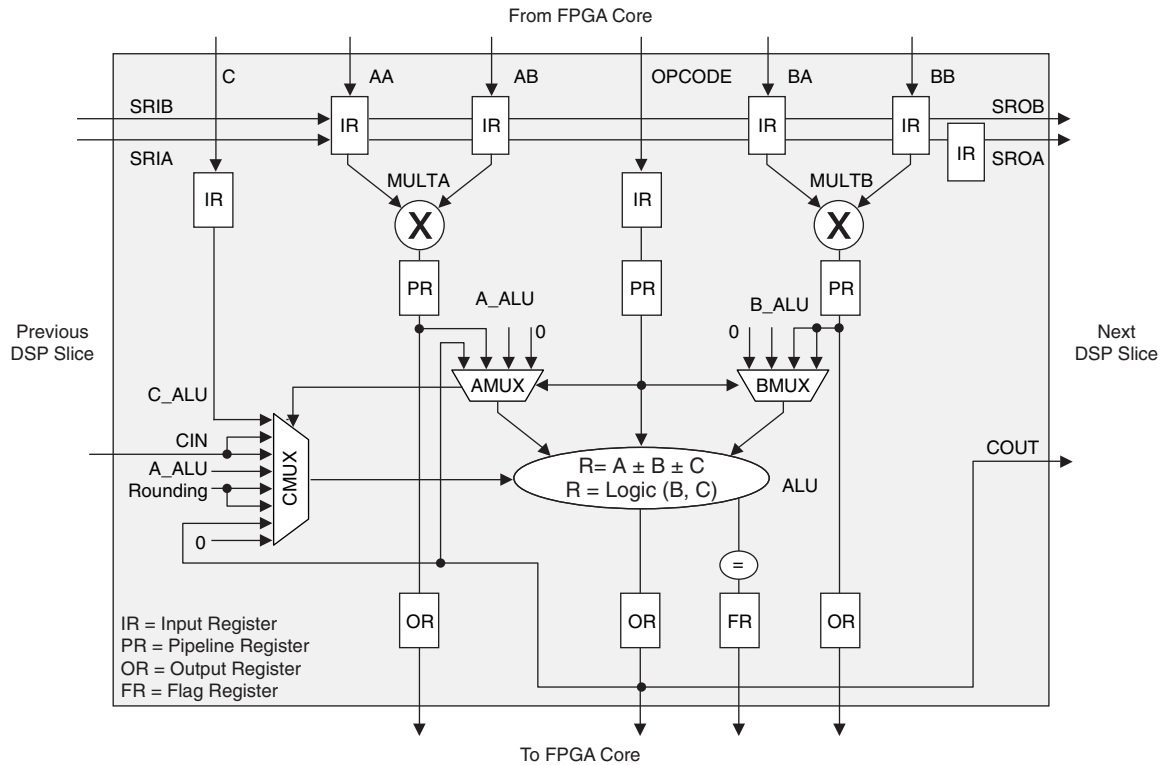 From FPGA Core
C
AA
AB
OPCODE
BA
BB
SRIB
SROB
IR
IR
IR
IR
SRIA
IR
SROA
MULTA
MULTB
IR
IR
X
X
PR
PR
PR
A_ALU
B_ALU
0
0
Previous
DSP Slice
Next
DSP Slice
AMUX
BMUX
C_ALU
CIN
A_ALU
Rounding
0
CMUX
R= A ± B ± C
R = Logic (B, C)
ALU
COUT
=
OR
OR
FR
OR
IR = Input Register
PR = Pipeline Register
OR = Output Register
FR = Flag Register
To FPGA Core